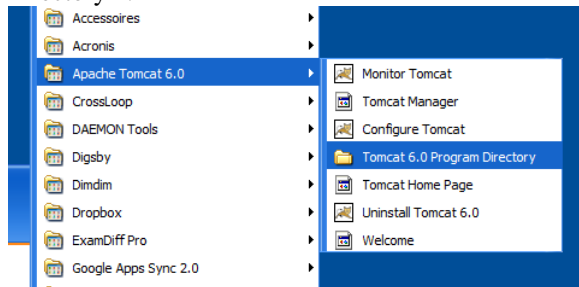 Accessoires
Acronis
Apache Tomcat 6.0
CrossLoop
DAEMON Tools
Digsby
Dimdim
Dropbox
ExamDiff Pro
Google Apps Sync 2.0
Monitor Tomcat
Tomcat Manager
Configure Tomcat
Tomcat 6.0 Program Directory
Tomcat Home Page
Uninstall Tomcat 6.0
Welcome